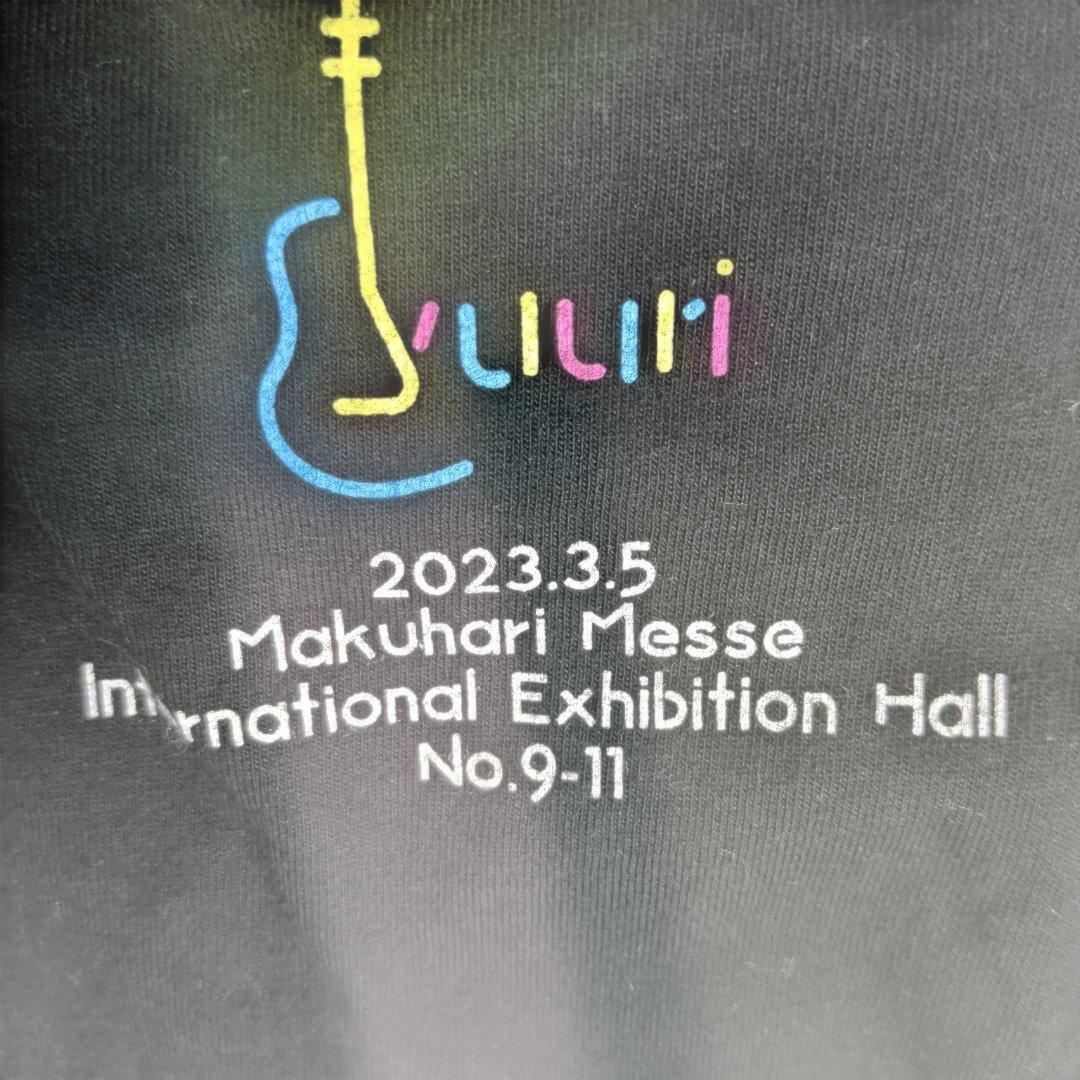 yuuri
2023.3.5
Makuhari Messe
International Exhibition Hall
No.9-11